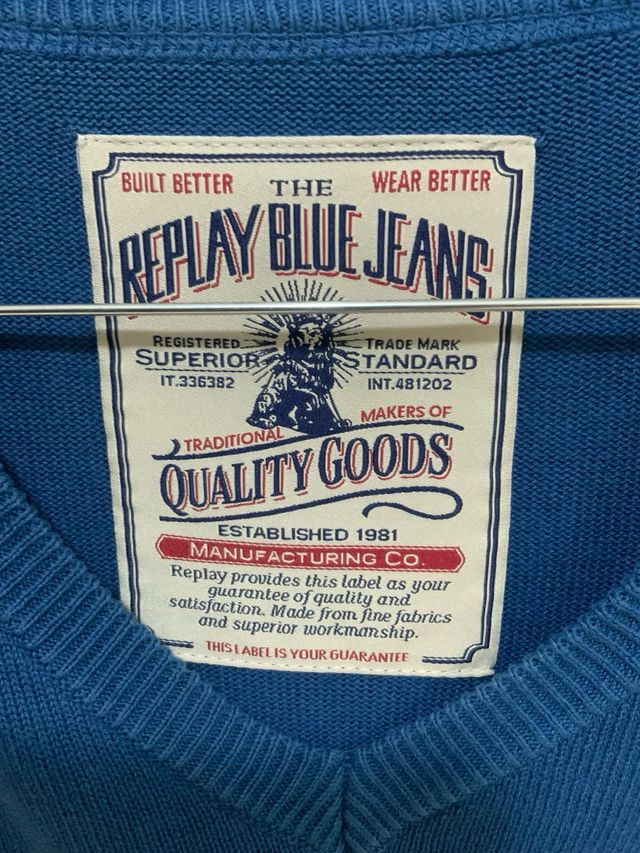 BUILT BETTER THE WEAR BETTER
REPLAY BLUE JEANS
REGISTERED TRADE MARK
SUPERIOR STANDARD
IT.336382 INT.481202
TRADITIONAL MAKERS OF
QUALITY GOODS
ESTABLISHED 1981
MANUFACTURING CO.
Replay provides this label as your
guarantee of quality and
satisfaction. Made from fine fabrics
and superior workmanship.
THIS LABEL IS YOUR GUARANTEE